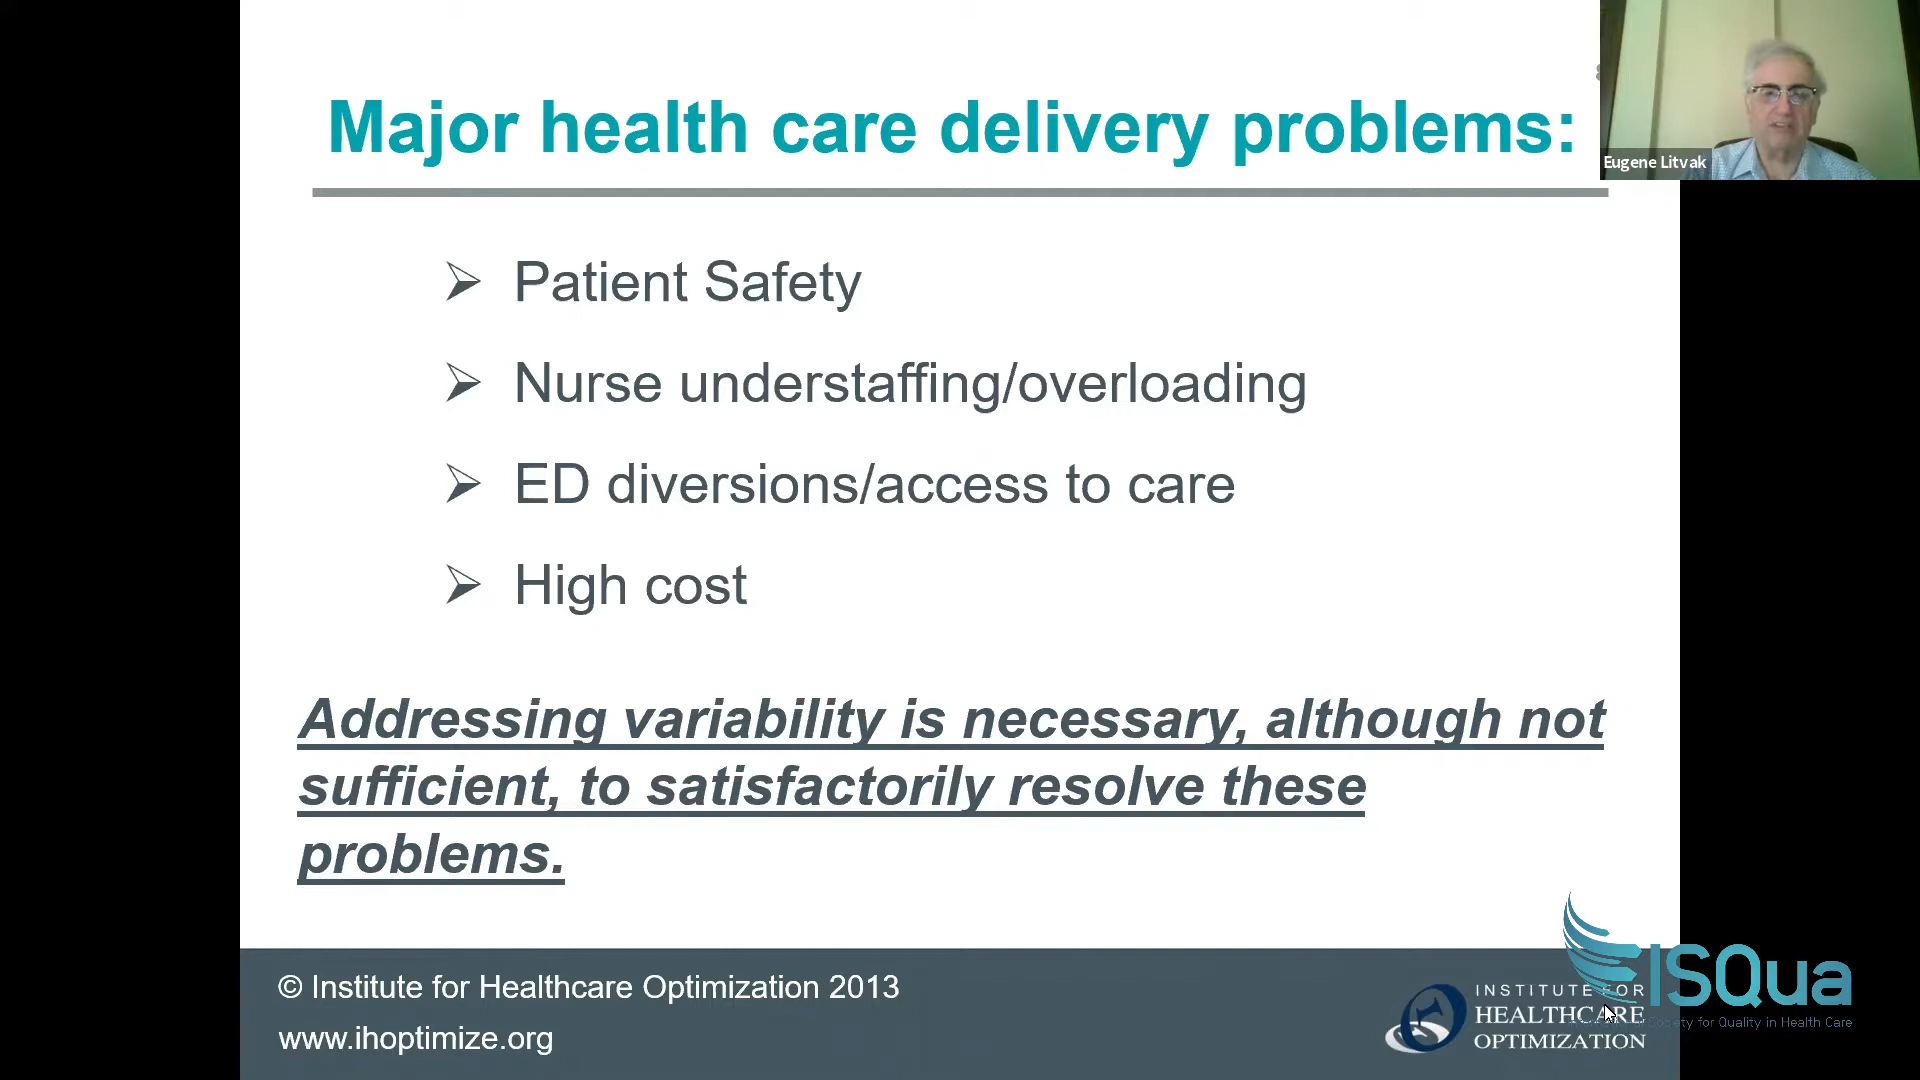 Major health care delivery problems:
Eugene Litvak
Patient Safety
Nurse understaffing/overloading
ED diversions/access to care
High cost
Addressing variability is necessary, although not
sufficient, to satisfactorily resolve these
problems.
© Institute for Healthcare Optimization 2013
www.ihoptimize.org
INSTITUTE FOR
HEALTHCARE
OPTIMIZATION
ISQua
Society for Quality in Health Care